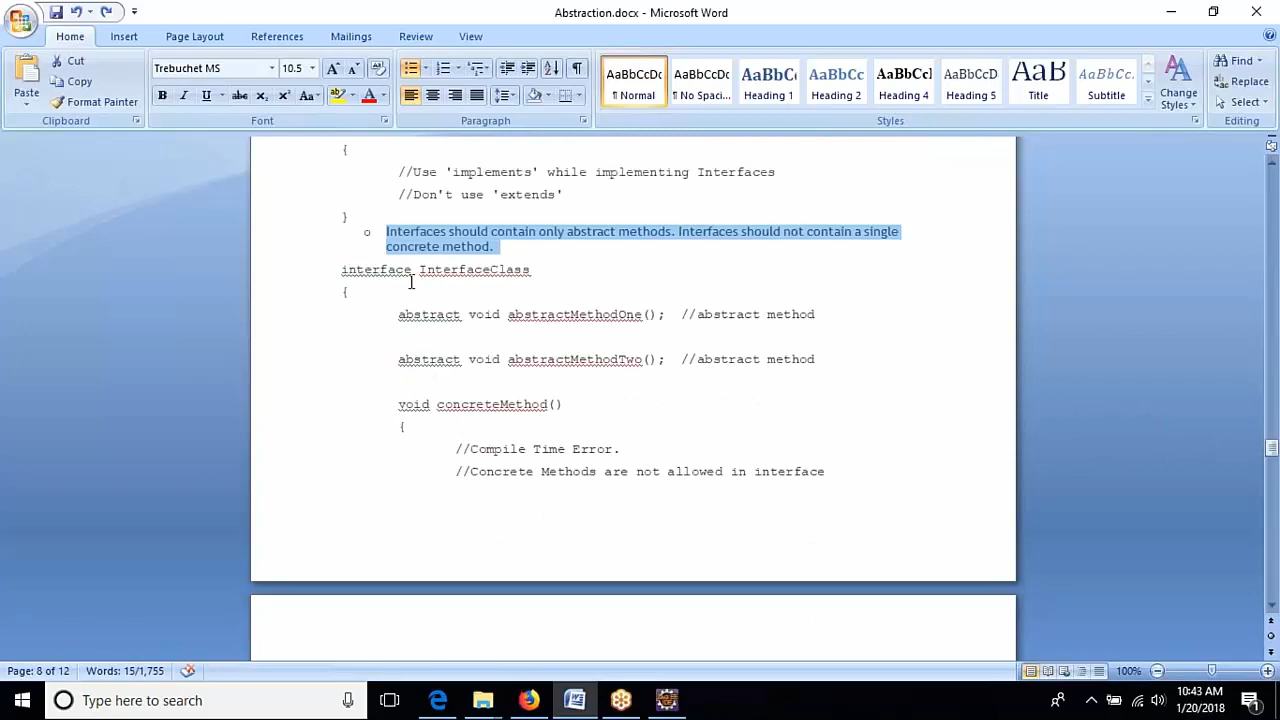 Abstraction.docx - Microsoft Word
Home Insert Page Layout References Mailings Review View
Cut
Copy
Format Painter
Paste
Clipboard
Trebuchet MS 10.5
Font
Paragraph
AaBbCcDc AaBbCcDc AaBbCc AaBbCc AaBbCcI AaBbCcD AaB AaBbCcL
¶ Normal ¶ No Spaci... Heading 1 Heading 2 Heading 4 Heading 5 Title Subtitle
Change Styles
Styles
Find
Replace
Select
Editing
{
//Use 'implements' while implementing Interfaces
//Don't use 'extends'
}
o Interfaces should contain only abstract methods. Interfaces should not contain a single
concrete method.
interface InterfaceClass
{
abstract void abstractMethodOne(); //abstract method
abstract void abstractMethodTwo(); //abstract method
void concreteMethod()
{
//Compile Time Error.
//Concrete Methods are not allowed in interface
Page: 8 of 12 Words: 15/1,755 100%
Type here to search
10:43 AM
1/20/2018